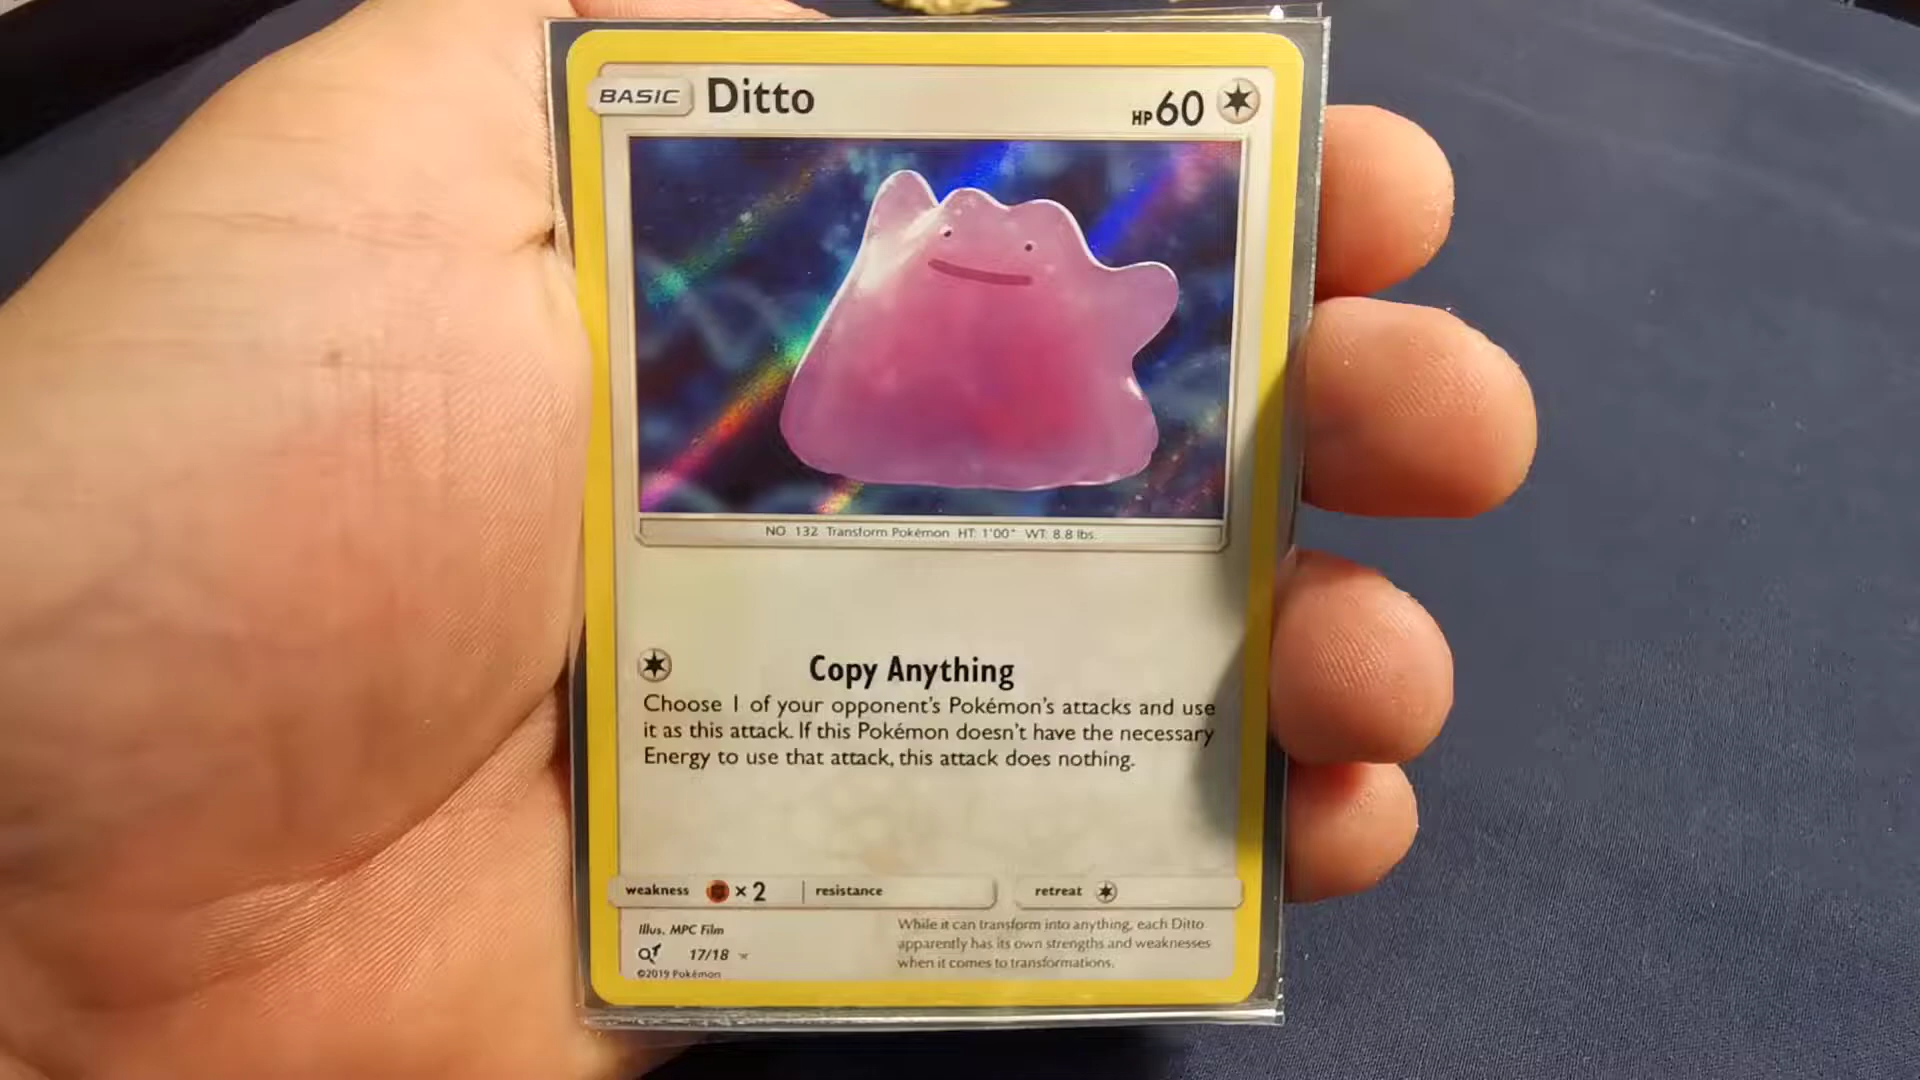 BASIC Ditto HP 60
NO 132 Transform Pokémon HT: 1'00" WT: 8.8 lbs.
Copy Anything
Choose 1 of your opponent's Pokémon's attacks and use
it as this attack. If this Pokémon doesn't have the necessary
Energy to use that attack, this attack does nothing.
weakness × 2 resistance retreat
Illus. MPC Film
17/18
©2019 Pokémon
While it can transform into anything, each Ditto
apparently has its own strengths and weaknesses
when it comes to transformations.